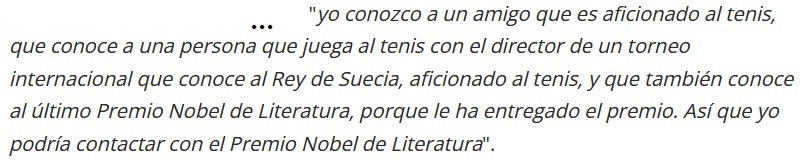 ... "yo conozco a un amigo que es aficionado al tenis,
que conoce a una persona que juega al tenis con el director de un torneo
internacional que conoce al Rey de Suecia, aficionado al tenis, y que también conoce
al último Premio Nobel de Literatura, porque le ha entregado el premio. Así que yo
podría contactar con el Premio Nobel de Literatura".